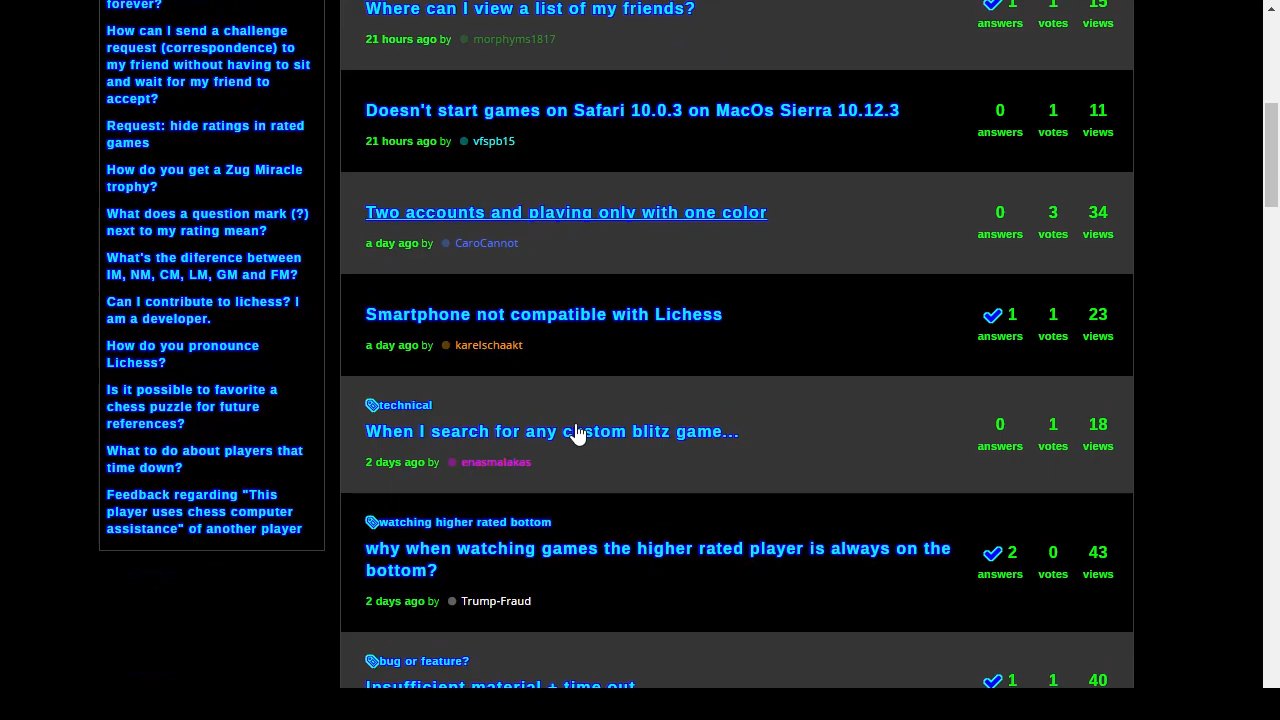 forever?
How can I send a challenge
request (correspondence) to
my friend without having to sit
and wait for my friend to
accept?
Request: hide ratings in rated
games
How do you get a Zug Miracle
trophy?
What does a question mark (?)
next to my rating mean?
What's the diference between
IM, NM, CM, LM, GM and FM?
Can I contribute to lichess? I
am a developer.
How do you pronounce
Lichess?
Is it possible to favorite a
chess puzzle for future
references?
What to do about players that
time down?
Feedback regarding "This
player uses chess computer
assistance" of another player
Where can I view a list of my friends?
21 hours ago by morphyms1817
1 1 15
answers votes views
Doesn't start games on Safari 10.0.3 on MacOs Sierra 10.12.3
21 hours ago by vfspb15
0 1 11
answers votes views
Two accounts and playing only with one color
a day ago by CaroCannot
0 3 34
answers votes views
Smartphone not compatible with Lichess
a day ago by karelschaakt
1 1 23
answers votes views
technical
When I search for any custom blitz game...
2 days ago by enasmalakas
0 1 18
answers votes views
watching higher rated bottom
why when watching games the higher rated player is always on the
bottom?
2 days ago by Trump-Fraud
2 0 43
answers votes views
bug or feature?
Insufficient material + time out
1 1 40